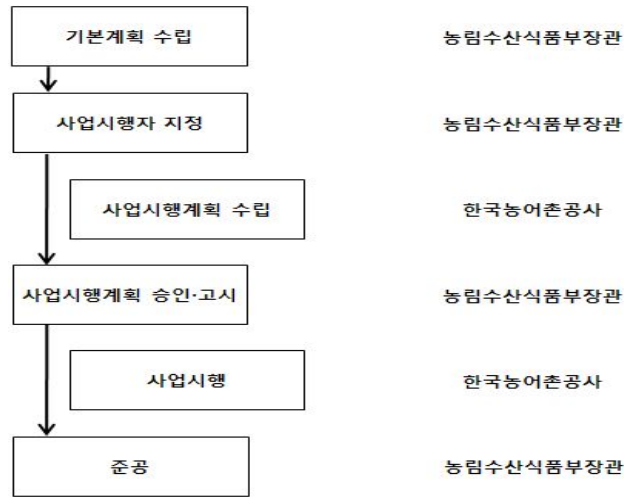 기본계획 수립 농림수산식품부장관
사업시행자 지정 농림수산식품부장관
사업시행계획 수립 한국농어촌공사
사업시행계획 승인·고시 농림수산식품부장관
사업시행 한국농어촌공사
준공 농림수산식품부장관